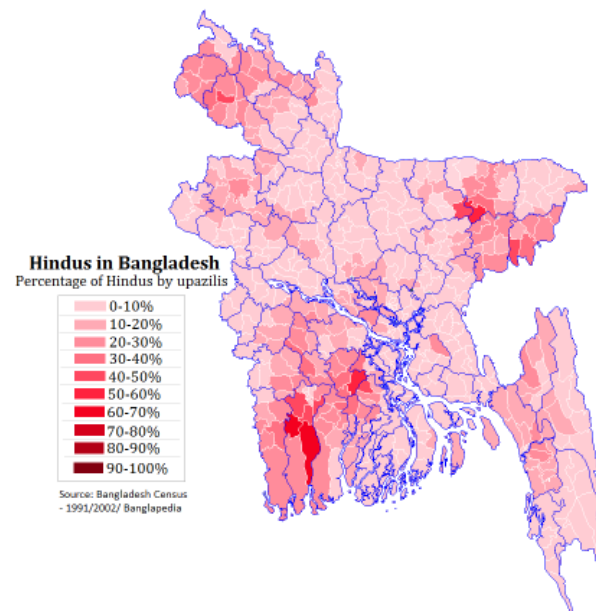 Hindus in Bangladesh
Percentage of Hindus by upazilis
0-10%
10-20%
20-30%
30-40%
40-50%
50-60%
60-70%
70-80%
80-90%
90-100%
Source: Bangladesh Census
- 1991/2002/ Banglapedia